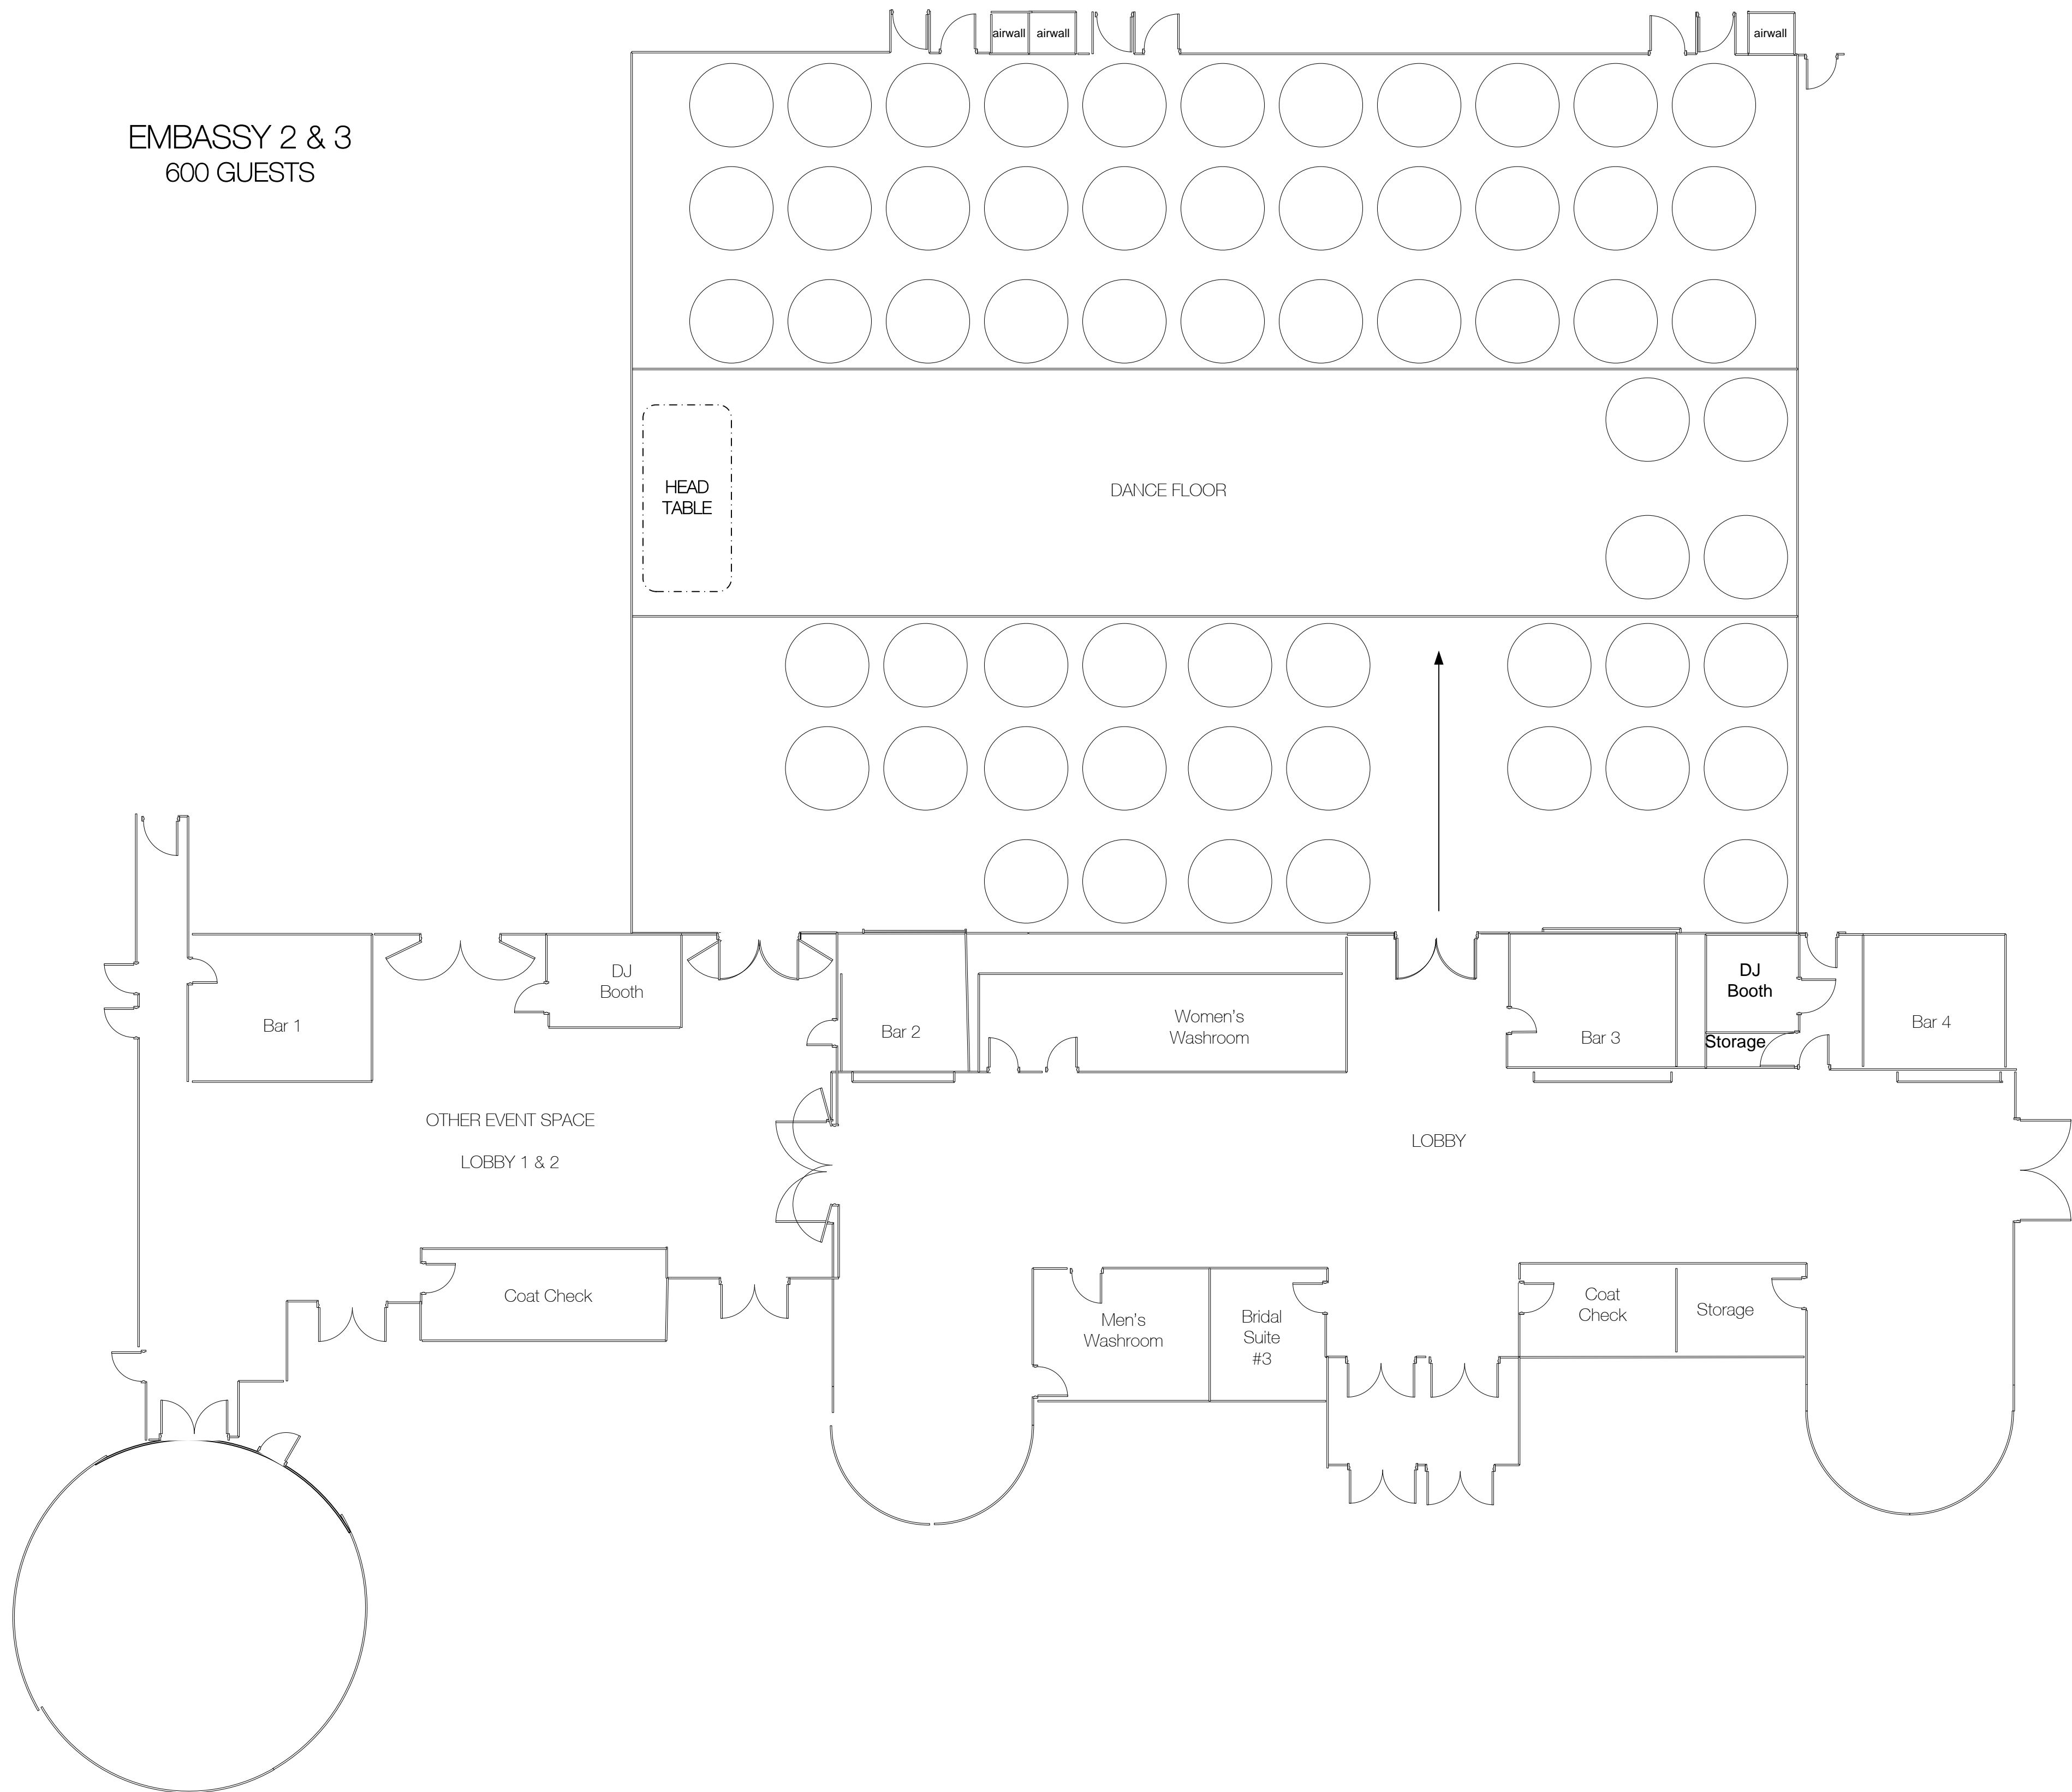 airwall
airwall
airwall
EMBASSY 2 & 3
600 GUESTS
HEAD
TABLE
DANCE FLOOR
DJ
Booth
Bar 1
Bar 2
Women's
Washroom
Bar 3
DJ
Booth
Storage
Bar 4
OTHER EVENT SPACE
LOBBY 1 & 2
LOBBY
Coat Check
Men's
Washroom
Bridal
Suite
#3
Coat
Check
Storage